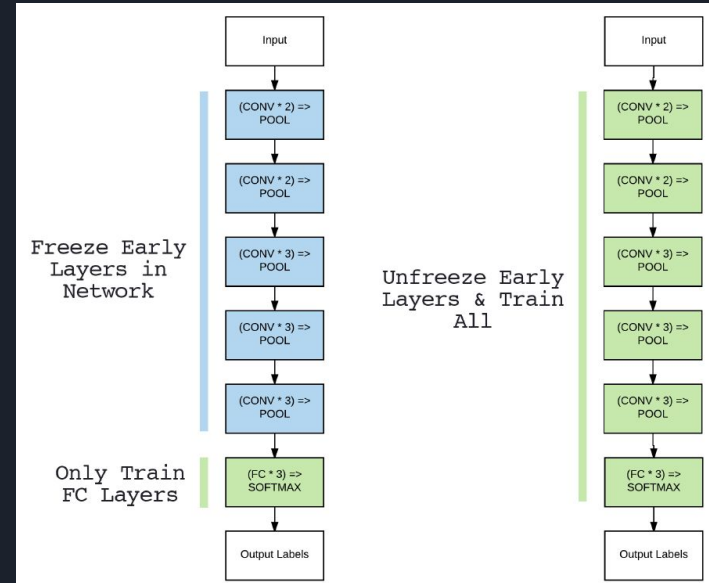 Input
(CONV * 2) =>
POOL
(CONV * 2) =>
POOL
(CONV * 3) =>
POOL
(CONV * 3) =>
POOL
(CONV * 3) =>
POOL
(FC * 3) =>
SOFTMAX
Output Labels
Freeze Early
Layers in
Network
Only Train
FC Layers
Input
(CONV * 2) =>
POOL
(CONV * 2) =>
POOL
(CONV * 3) =>
POOL
(CONV * 3) =>
POOL
(CONV * 3) =>
POOL
(FC * 3) =>
SOFTMAX
Output Labels
Unfreeze Early
Layers & Train
All